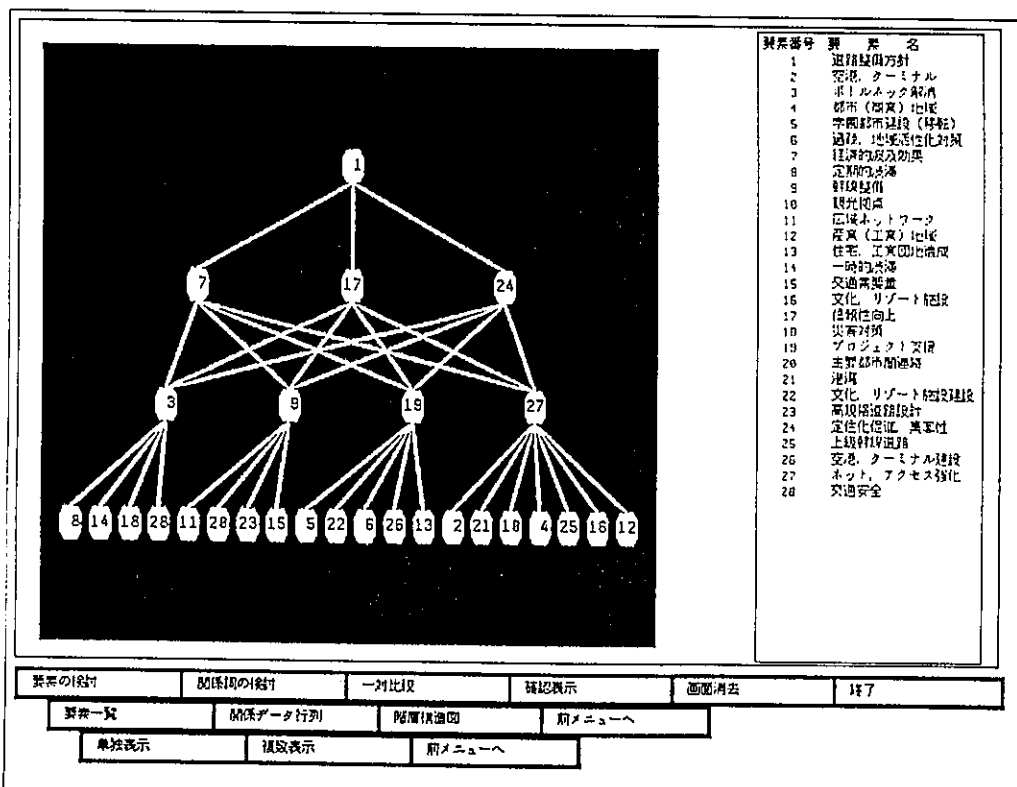 要素番号 要素名
1 道路整備方針
2 空港、ターミナル
3 ボトルネック解消
4 都市(商業)地域
5 学園都市建設(移転)
6 過疎、地域活性化対策
7 経済的波及効果
8 定期的渋滞
9 幹線整備
10 観光拠点
11 広域ネットワーク
12 産業(工業)地域
13 住宅、工業団地造成
14 一時的渋滞
15 交通需要量
16 文化、リゾート施設
17 信頼性向上
18 災害対策
19 プロジェクト支援
20 主要都市間連絡
21 港湾
22 文化、リゾート施設建設
23 高規格道路設計
24 定住化促進、
25 上級幹線道路
26 空港、ターミナル建設
27 ネット、アクセス強化
28 交通安全
1
7 17 24
3 9 19 27
8 14 18 28 11 20 23 15 5 22 6 26 13 2 21 10 4 25 16 12
要素の検討 関係間の検討 一対比較 確認表示 画面消去 終了
要素一覧 関係データ行列 階層構造図 前メニューへ
単独表示 複数表示 前メニューへ